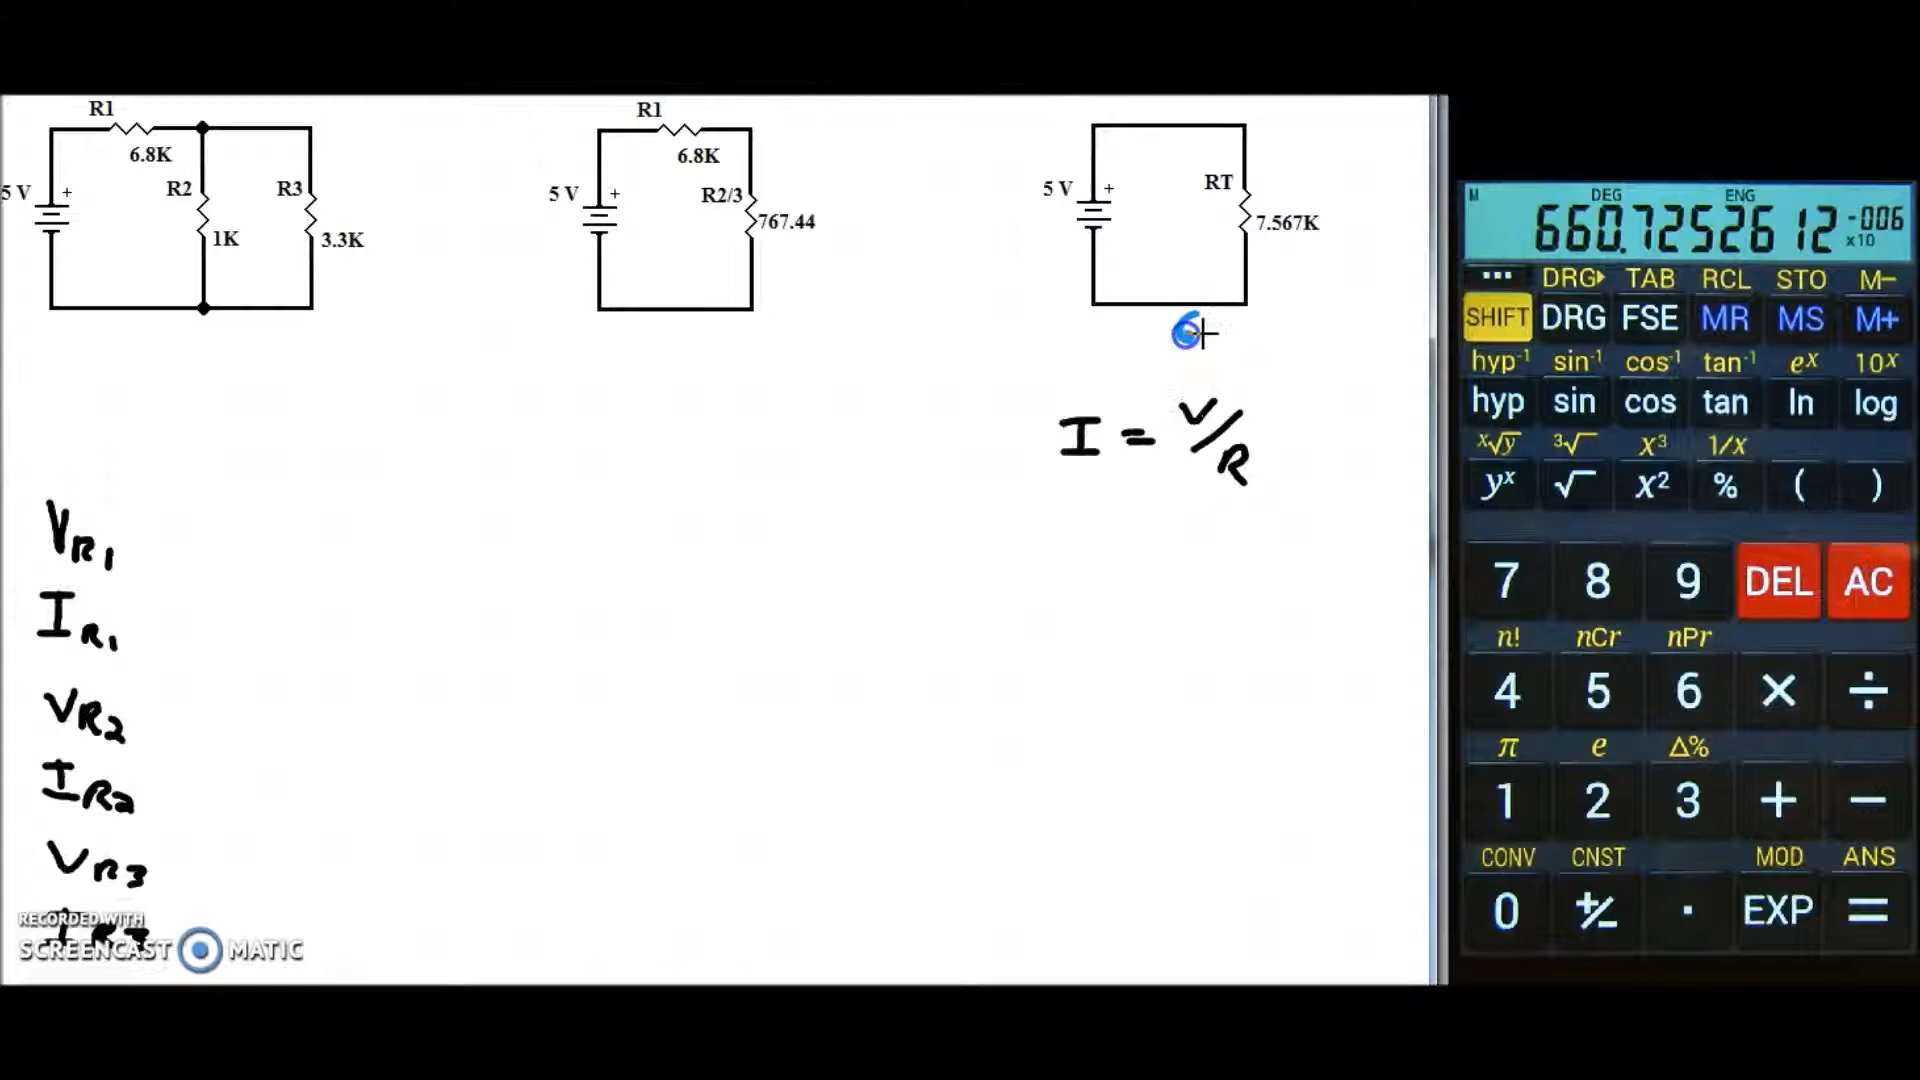 R1
6.8K
5 V +
R2
1K
R3
3.3K
R1
6.8K
5 V +
R2/3
767.44
5 V +
RT
7.567K
6
I = V/R
VR1
IR1
VR2
IR2
VR3
RECORDED WITH
SCREENCAST MATIC
M DEG ENG
660.7252612 x10 -006
... DRG▸ TAB RCL STO M−
SHIFT DRG FSE MR MS M+
hyp⁻¹ sin⁻¹ cos⁻¹ tan⁻¹ eˣ 10ˣ
hyp sin cos tan ln log
ˣ√y ³√ X³ 1/X
yˣ √ X² % ( )
7 8 9 DEL AC
n! nCr nPr
4 5 6 × ÷
π e Δ%
1 2 3 + −
CONV CNST MOD ANS
0 +/− . EXP =